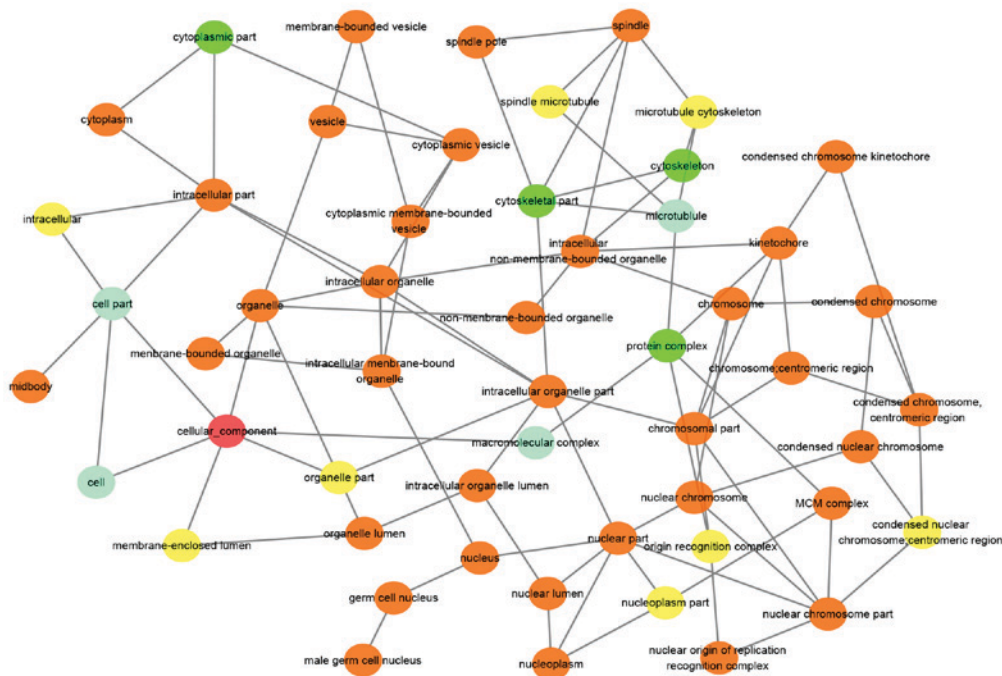 membrane-bounded vesicle
spindle
cytoplasmic part
spindle pole
spindle microtubule
microtubule cytoskeleton
cytoplasm
vesicle
cytoplasmic vesicle
cytoskeleton
condensed chromosome kinetochore
intracellular part
cytoskeletal part
intracellular
cytoplasmic membrane-bounded
vesicle
microtublule
intracellular
non-membrane-bounded organelle
kinetochore
intracellular organelle
cell part
organelle
chromosome
condensed chromosome
non-menbrane-bounded organelle
protein complex
menbrane-bounded organelle
intracellular menbrane-bound
organelle
chromosome;centromeric region
midbody
intracellular organelle part
condensed chromosome,
centromeric region
cellular_component
macromolecular complex
chromosomal part
condensed nuclear chromosome
cell
organelle part
intracellular organelle lumen
nuclear chromosome
MCM complex
membrane-enclosed lumen
organelle lumen
nucleus
nuclear part
origin recognition complex
condensed nuclear
chromosome;centromeric region
germ cell nucleus
nuclear lumen
nucleoplasm part
nuclear chromosome part
male germ cell nucleus
nucleoplasm
nuclear origin of replication
recognition complex